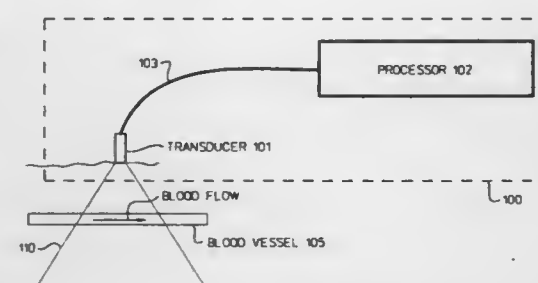 103
PROCESSOR 102
TRANSDUCER 101
BLOOD FLOW
100
BLOOD VESSEL 105
110